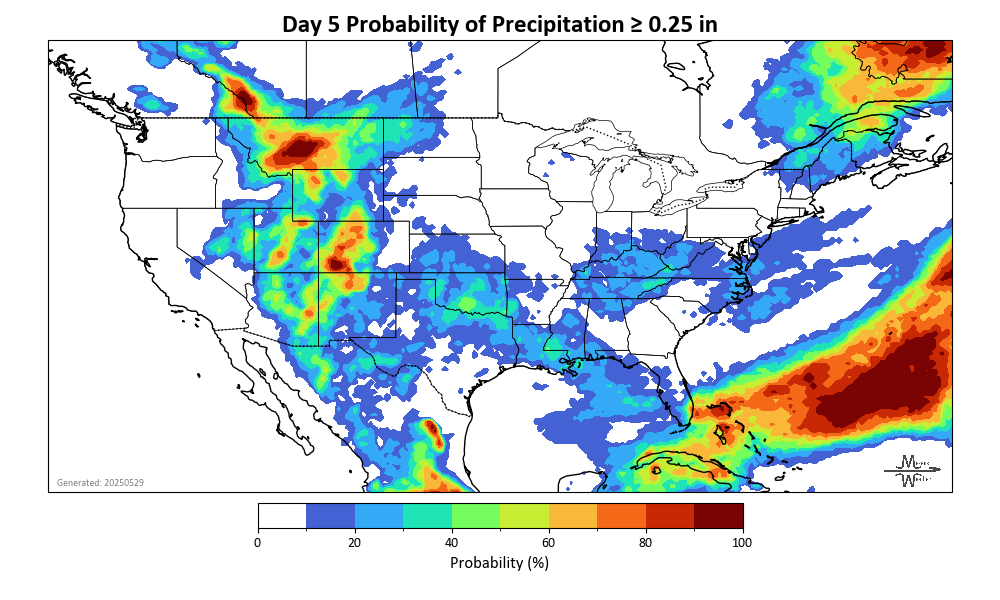 Day 5 Probability of Precipitation ≥ 0.25 in
Generated: 20250529
0 20 40 60 80 100
Probability (%)